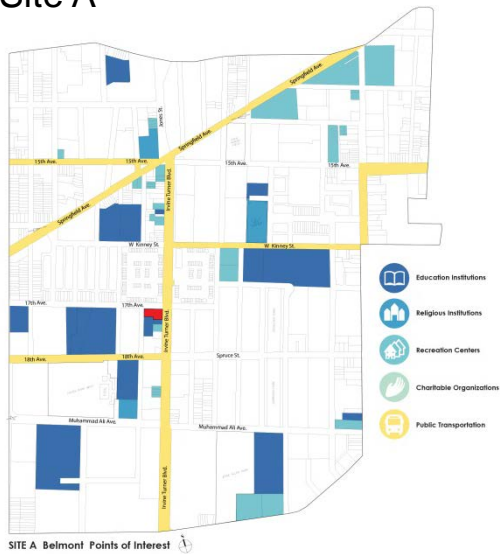 Site A
Springfield Ave.
Jones St.
Springfield Ave.
15th Ave.
15th Ave.
15th Ave.
15th Ave.
Irvine Turner Blvd.
Springfield Ave.
W. Kinney St.
W. Kinney St.
Education Institutions
Religious Institutions
17th Ave.
17th Ave.
Irvine Turner Blvd.
Recreation Centers
18th Ave.
18th Ave.
Spruce St.
Charitable Organizations
Public Transportation
Muhammad Ali Ave.
Muhammad Ali Ave.
Irvine Turner Blvd.
SITE A Belmont Points of Interest